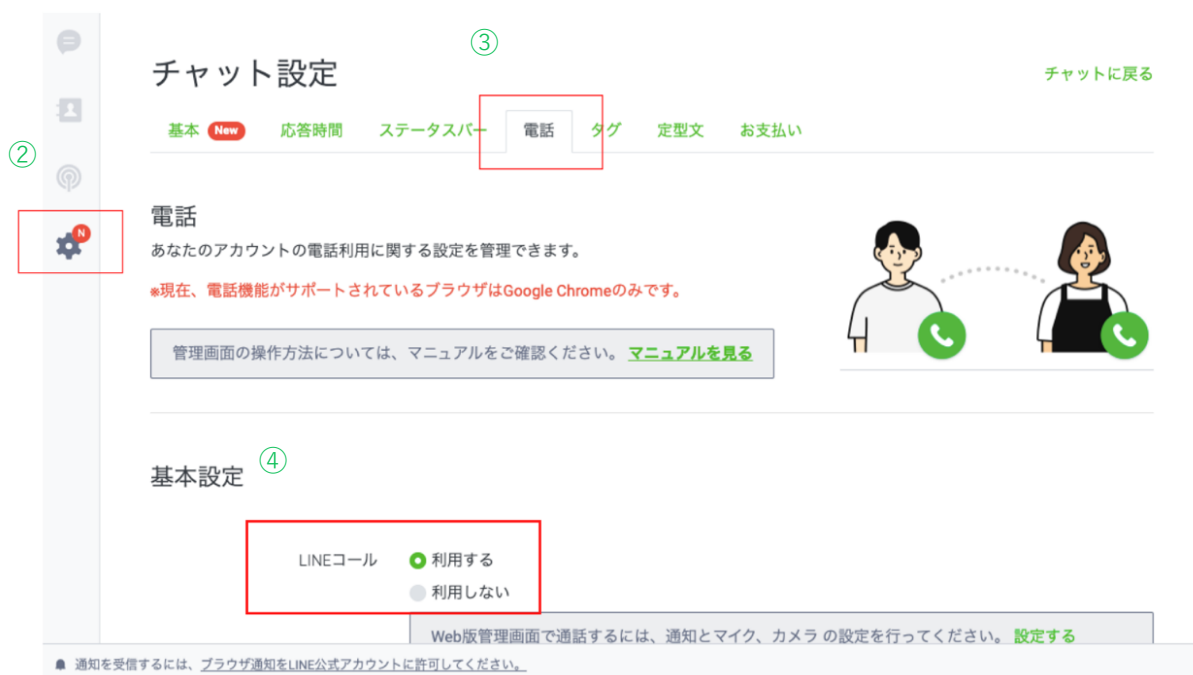 ③
チャット設定
チャットに戻る
基本 New 応答時間 ステータスバー 電話 タグ 定型文 お支払い
②
N
電話
あなたのアカウントの電話利用に関する設定を管理できます。
※現在、電話機能がサポートされているブラウザはGoogle Chromeのみです。
管理画面の操作方法については、マニュアルをご確認ください。 マニュアルを見る
④
基本設定
LINEコール 利用する
利用しない
Web版管理画面で通話するには、通知とマイク、カメラ の設定を行ってください。 設定する
通知を受信するには、ブラウザ通知をLINE公式アカウントに許可してください。